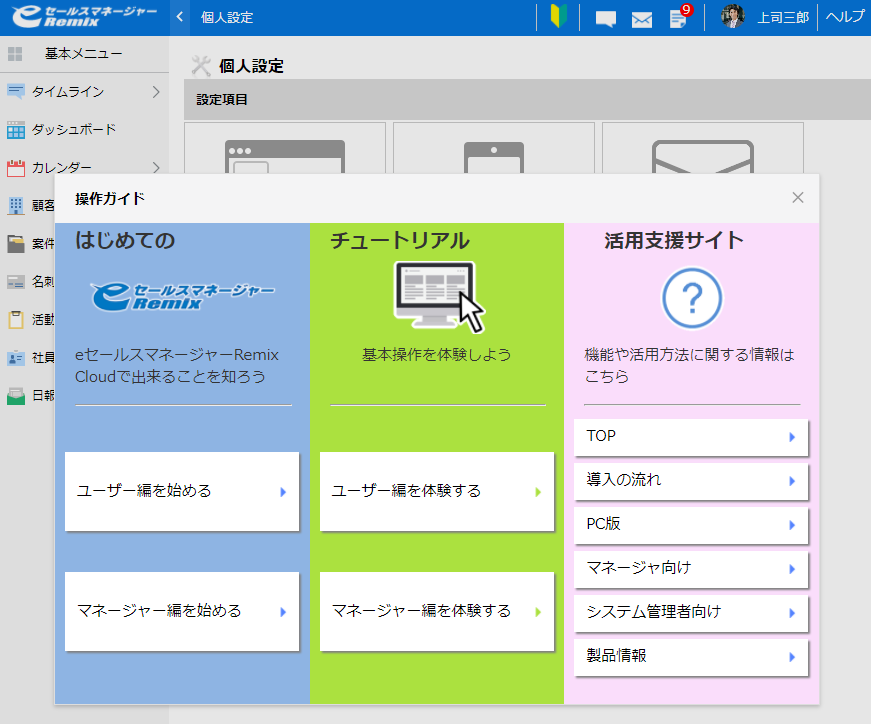 eセールスマネージャー
Remix
個人設定
9
上司三郎
ヘルプ
基本メニュー
タイムライン
ダッシュボード
カレンダー
顧客
案件
名刺
活動
社員
日報
個人設定
設定項目
操作ガイド
はじめての
eセールスマネージャー
Remix
eセールスマネージャーRemix
Cloudで出来ることを知ろう
ユーザー編を始める
マネージャー編を始める
チュートリアル
基本操作を体験しよう
ユーザー編を体験する
マネージャー編を体験する
活用支援サイト
?
機能や活用方法に関する情報は
こちら
TOP
導入の流れ
PC版
マネージャ向け
システム管理者向け
製品情報